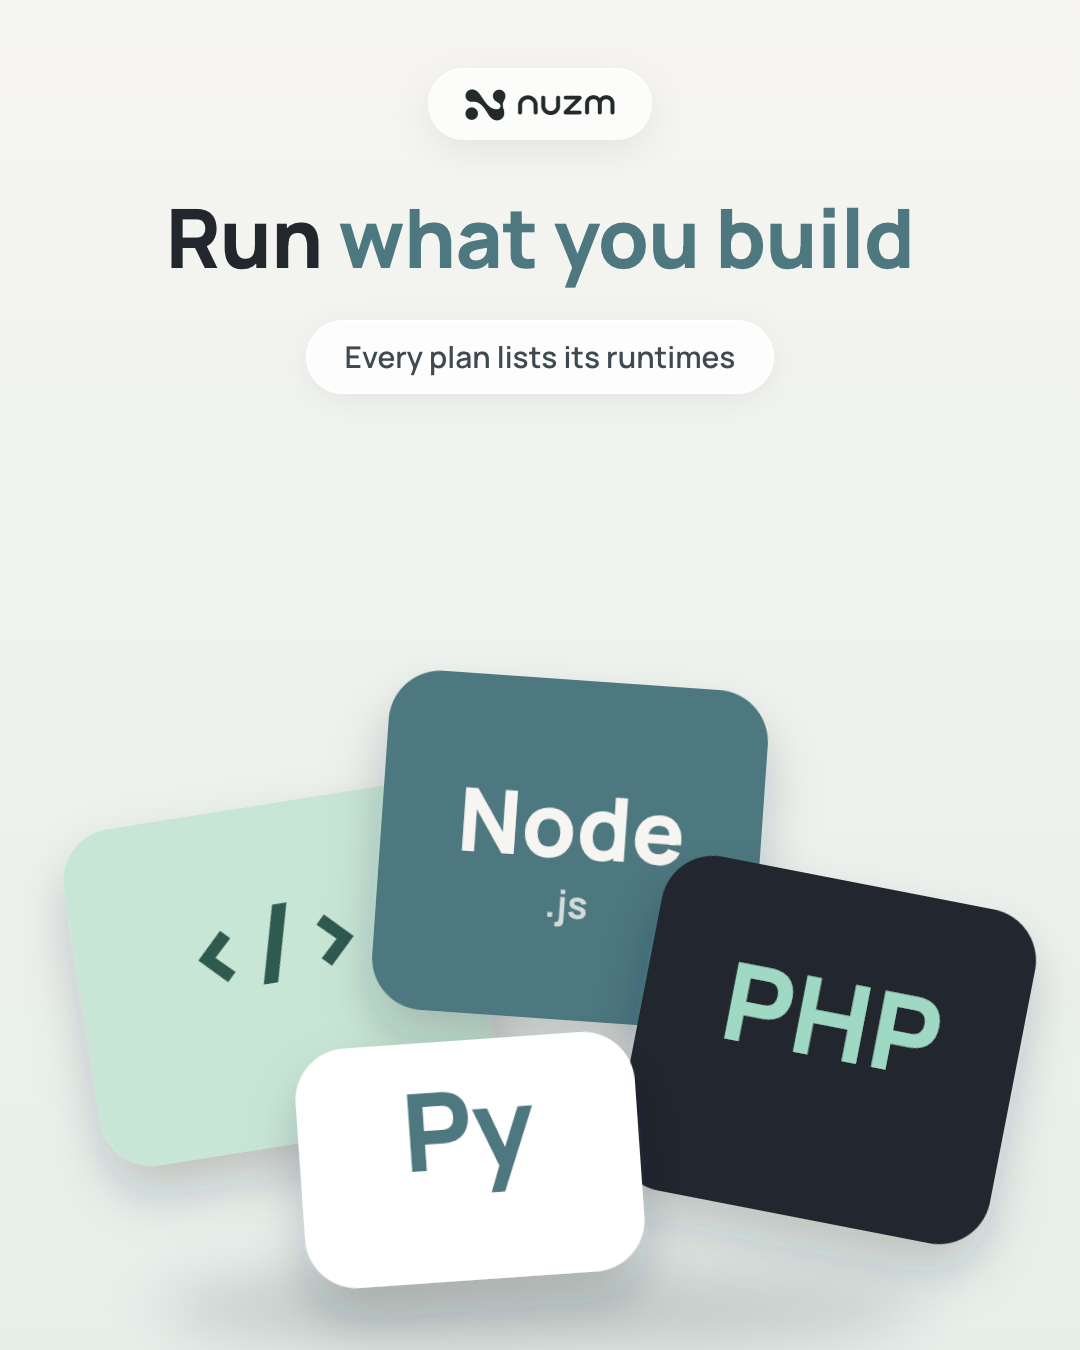 nuzm
Run what you build
Every plan lists its runtimes
Node
.js
</>
PHP
Py